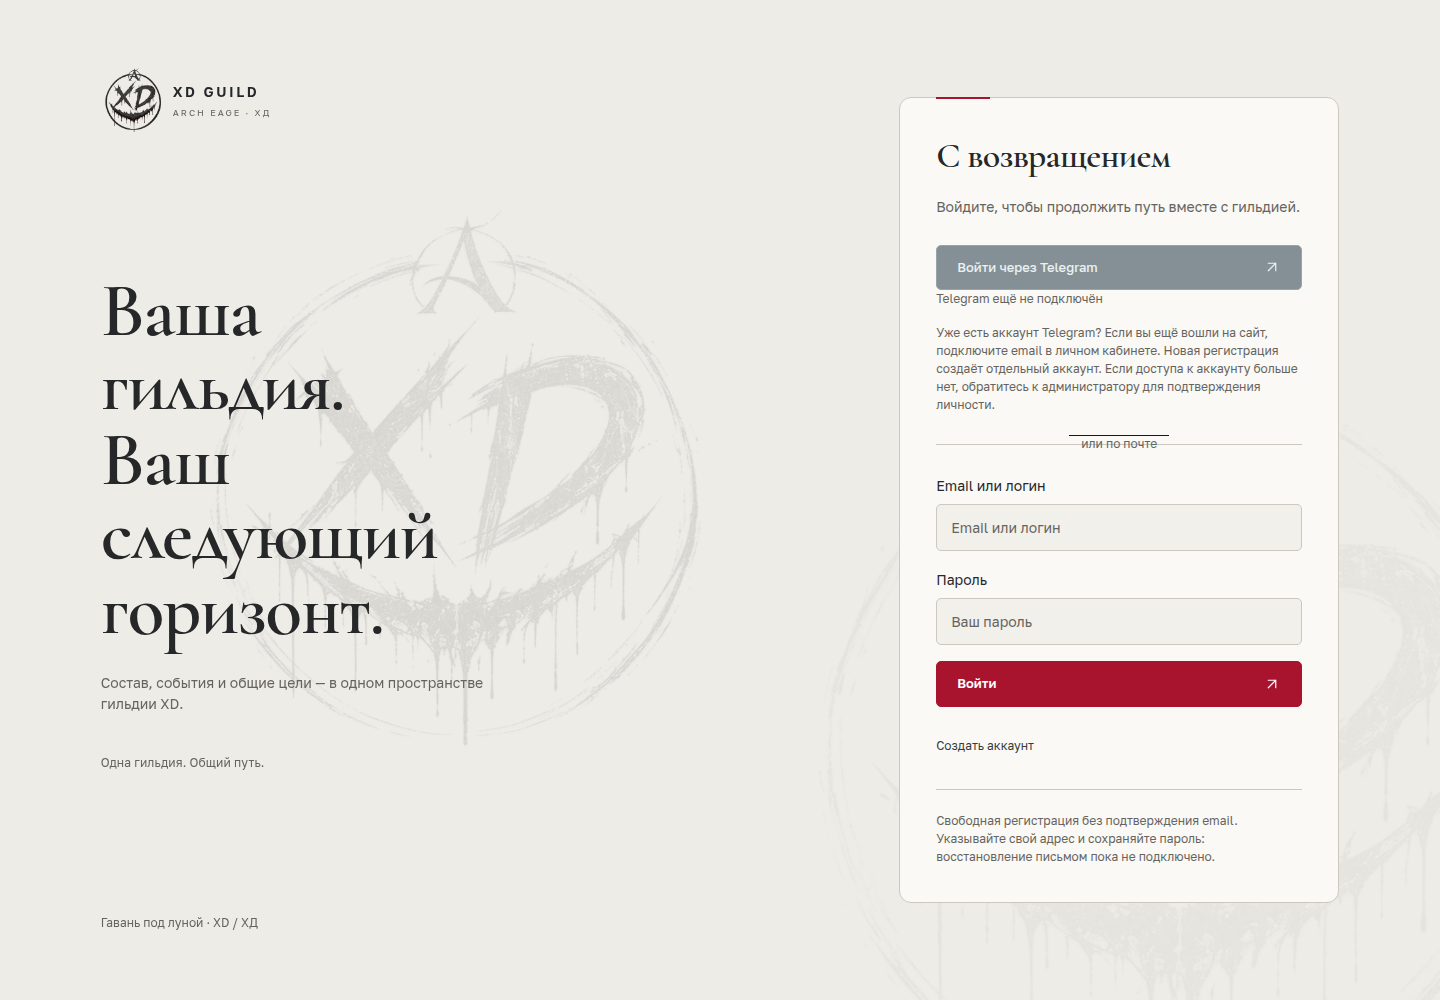 XD GUILD
ARCH EAGE · ХД
Ваша
гильдия.
Ваш
следующий
горизонт.
Состав, события и общие цели — в одном пространстве
гильдии XD.
Одна гильдия. Общий путь.
Гавань под луной · XD / ХД
С возвращением
Войдите, чтобы продолжить путь вместе с гильдией.
Войти через Telegram
Telegram ещё не подключён
Уже есть аккаунт Telegram? Если вы ещё вошли на сайт,
подключите email в личном кабинете. Новая регистрация
создаёт отдельный аккаунт. Если доступа к аккаунту больше
нет, обратитесь к администратору для подтверждения
личности.
или по почте
Email или логин
Email или логин
Пароль
Ваш пароль
Войти
Создать аккаунт
Свободная регистрация без подтверждения email.
Указывайте свой адрес и сохраняйте пароль:
восстановление письмом пока не подключено.